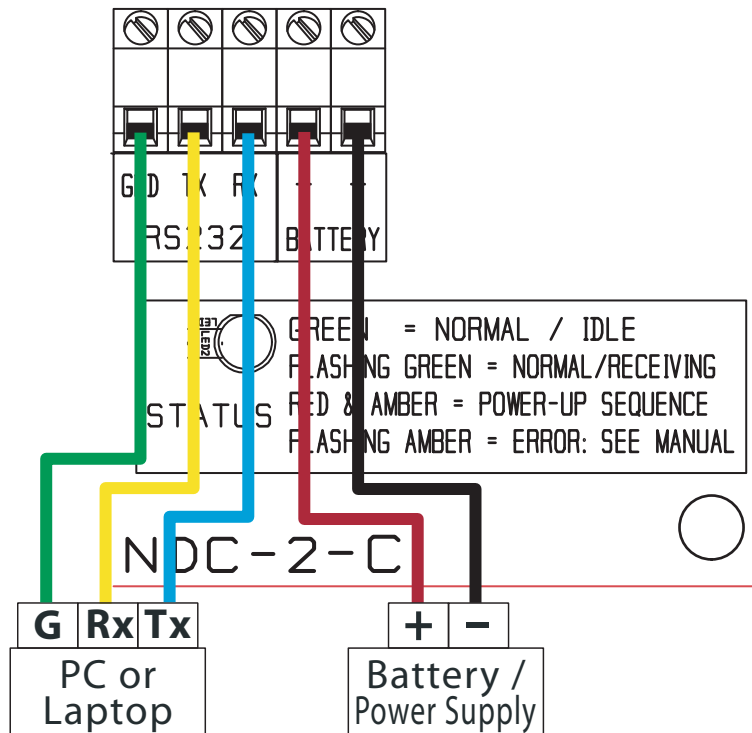 GND TX RX
RS232 BATTERY
LED2
GREEN = NORMAL / IDLE
FLASHING GREEN = NORMAL/RECEIVING
STATUS RED & AMBER = POWER-UP SEQUENCE
FLASHING AMBER = ERROR: SEE MANUAL
NDC-2-C
G Rx Tx + −
PC or
Laptop
Battery /
Power Supply